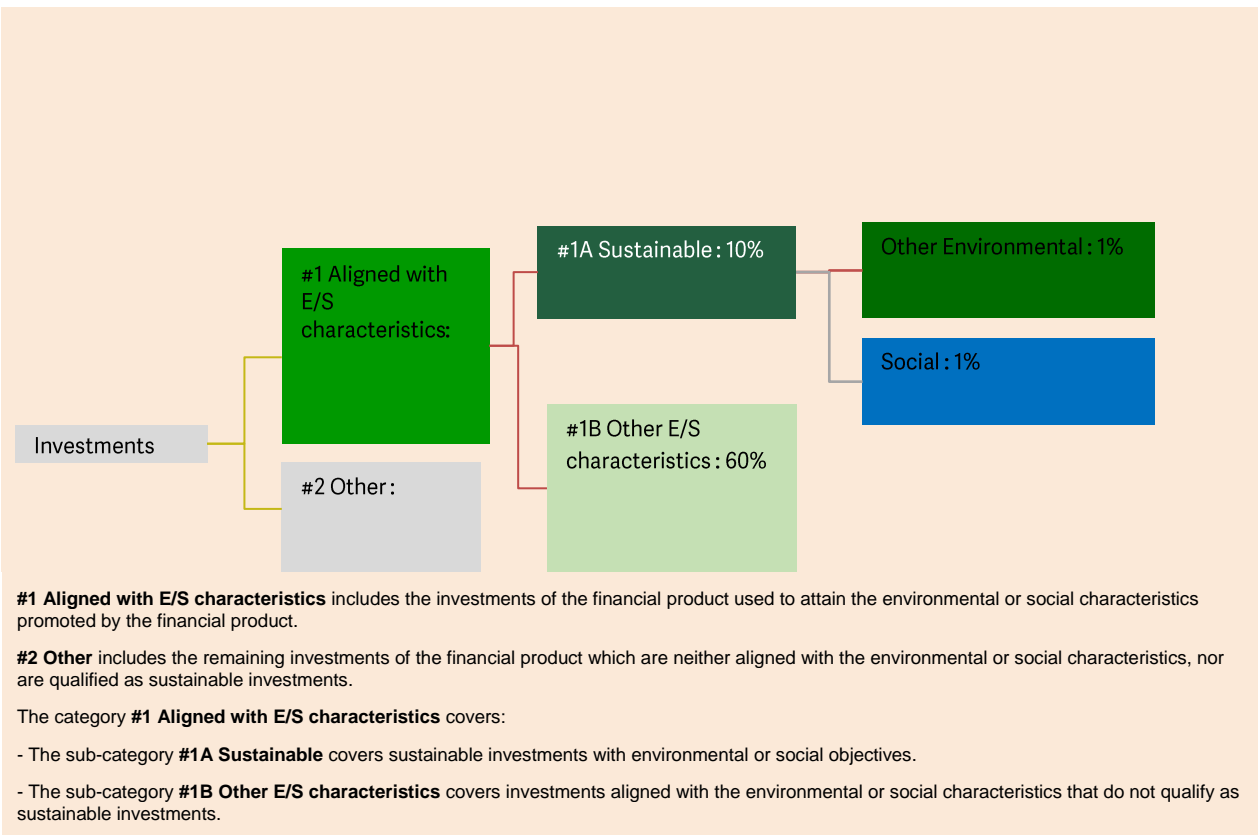 #1A Sustainable : 10%
Other Environmental : 1%
#1 Aligned with
E/S
characteristics:
Social : 1%
#1B Other E/S
characteristics : 60%
Investments
#2 Other :
#1 Aligned with E/S characteristics includes the investments of the financial product used to attain the environmental or social characteristics
promoted by the financial product.
#2 Other includes the remaining investments of the financial product which are neither aligned with the environmental or social characteristics, nor
are qualified as sustainable investments.
The category #1 Aligned with E/S characteristics covers:
- The sub-category #1A Sustainable covers sustainable investments with environmental or social objectives.
- The sub-category #1B Other E/S characteristics covers investments aligned with the environmental or social characteristics that do not qualify as
sustainable investments.